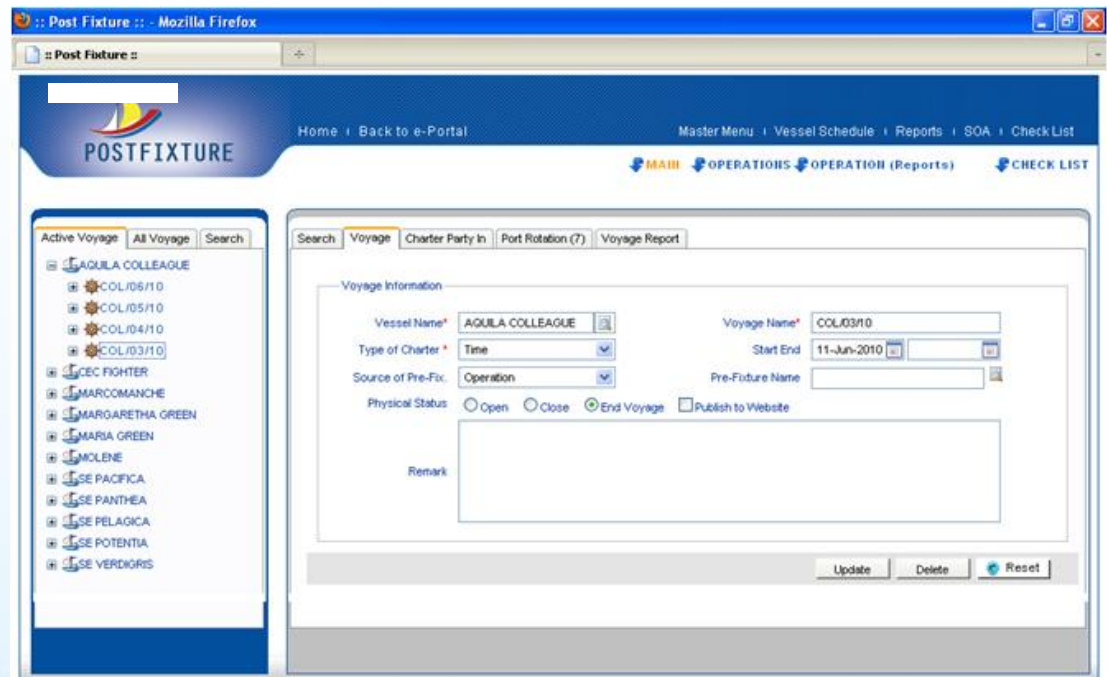 :: Post Fixture :: - Mozilla Firefox
:: Post Fixture ::
POSTFIXTURE
Home | Back to e-Portal
Master Menu | Vessel Schedule | Reports | SOA | Check List
MAIN OPERATIONS OPERATION (Reports) CHECK LIST
Active Voyage All Voyage Search
AQUILA COLLEAGUE
COL/06/10
COL/05/10
COL/04/10
COL/03/10
CEC FIGHTER
MARCOMANCHE
MARGARETHA GREEN
MARIA GREEN
MOLENE
SE PACIFICA
SE PANTHEA
SE PELAGICA
SE POTENTIA
SE VERDIGRIS
Search Voyage Charter Party In Port Rotation (7) Voyage Report
Voyage Information
Vessel Name* AQUILA COLLEAGUE Voyage Name* COL/03/10
Type of Charter * Time Start End 11-Jun-2010
Source of Pre-Fix. Operation Pre-Fixture Name
Physical Status Open Close End Voyage Publish to Website
Remark
Update Delete Reset